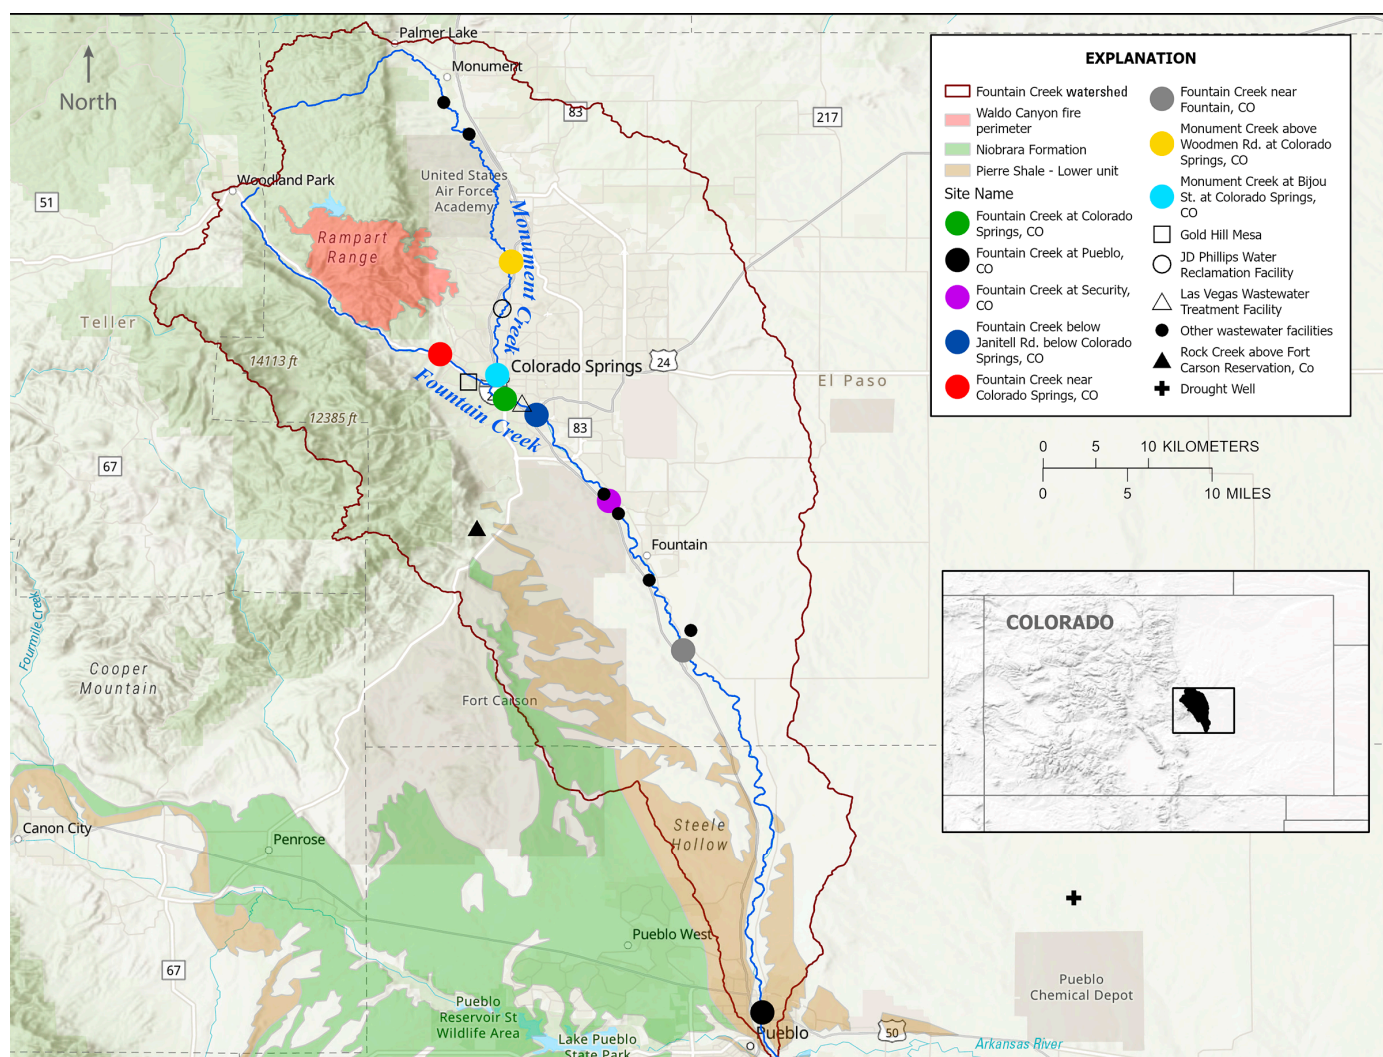 Palmer Lake
Monument
North
83
217
Woodland Park
United States
Air Force
Academy
51
Rampart
Range
Monument Creek
Teller
14113 ft
Colorado Springs
24
El Paso
Fountain Creek
12385 ft
2
83
67
Fountain
Fourmile Creek
Cooper
Mountain
Fort Carson
Canon City
Penrose
Steele
Hollow
Pueblo West
67
Pueblo
Reservoir St
Wildlife Area
Lake Pueblo
State Park
Pueblo
50
Arkansas River
Pueblo
Chemical Depot
EXPLANATION
Fountain Creek watershed
Waldo Canyon fire
perimeter
Niobrara Formation
Pierre Shale - Lower unit
Site Name
Fountain Creek at Colorado
Springs, CO
Fountain Creek at Pueblo,
CO
Fountain Creek at Security,
CO
Fountain Creek below
Janitell Rd. below Colorado
Springs, CO
Fountain Creek near
Colorado Springs, CO
Fountain Creek near
Fountain, CO
Monument Creek above
Woodmen Rd. at Colorado
Springs, CO
Monument Creek at Bijou
St. at Colorado Springs,
CO
Gold Hill Mesa
JD Phillips Water
Reclamation Facility
Las Vegas Wastewater
Treatment Facility
Other wastewater facilities
Rock Creek above Fort
Carson Reservation, Co
Drought Well
0 5 10 KILOMETERS
0 5 10 MILES
COLORADO